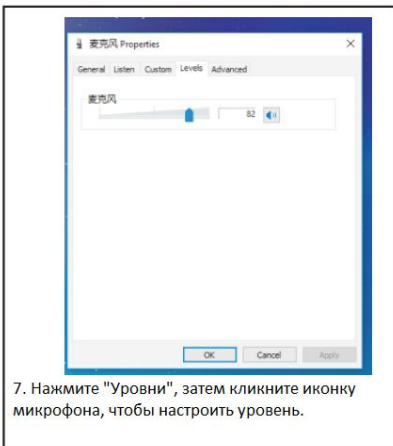 麦克风 Properties
General Listen Custom Levels Advanced
麦克风
82
OK Cancel Apply
7. Нажмите "Уровни", затем кликните иконку
микрофона, чтобы настроить уровень.